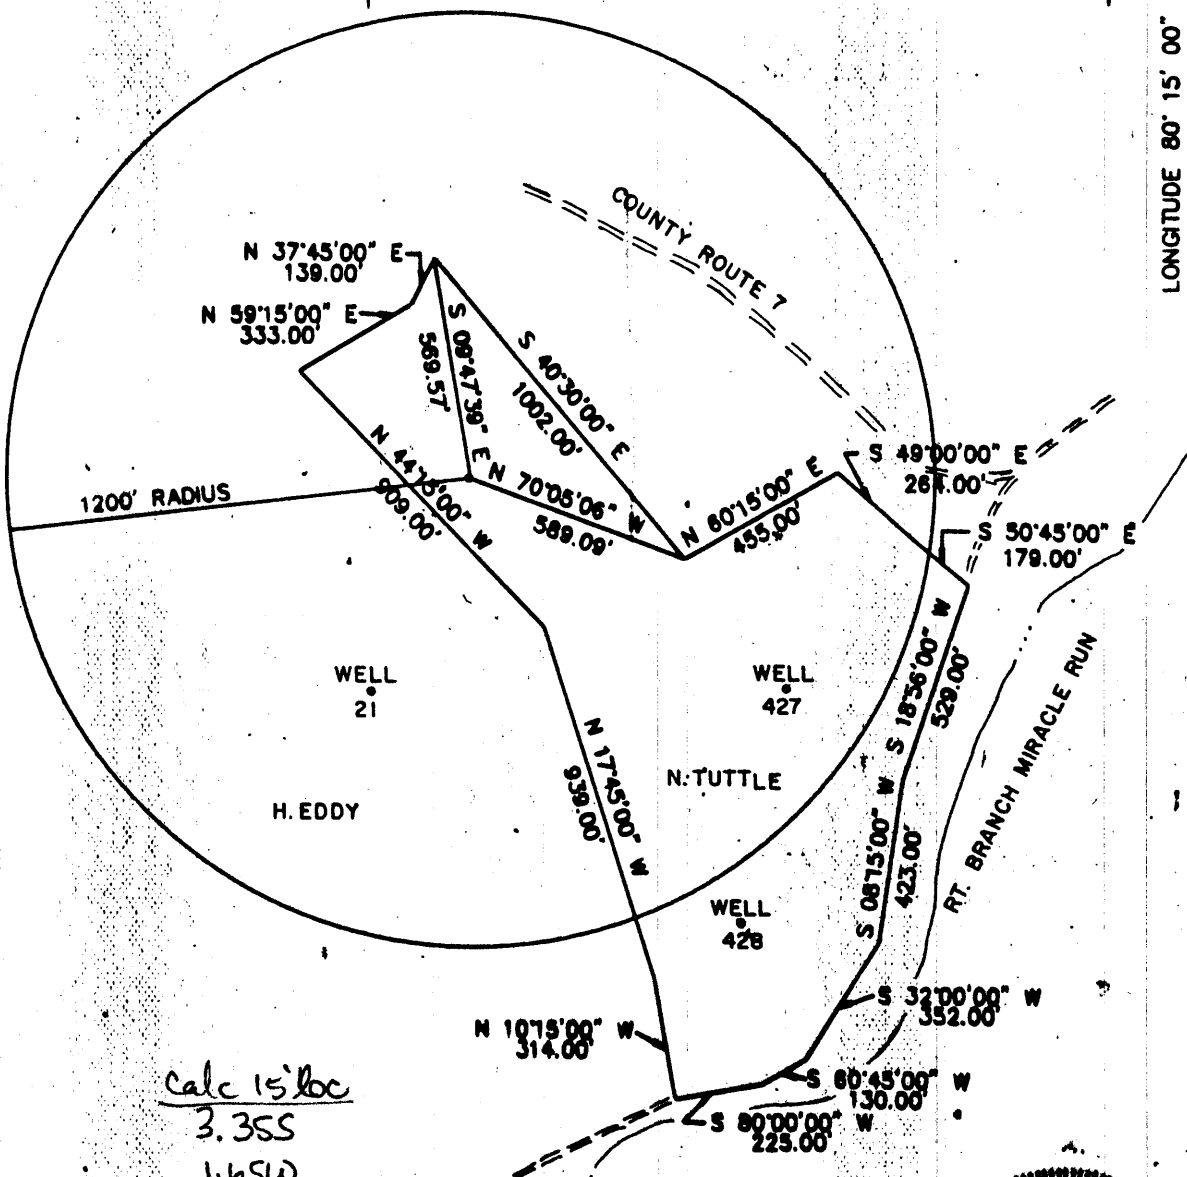 LONGITUDE 80° 15' 00"
COUNTY ROUTE 7
N 37°45'00" E
139.00'
N 59°15'00" E
333.00'
S 09°47'39" E
569.57'
S 40°30'00" E
1002.00'
N 44°15'00" W
909.00'
1200' RADIUS
N 70°05'06" W
589.09'
N 60°15'00" E
455.00'
S 49°00'00" E
264.00'
S 50°45'00" E
179.00'
S 18°56'00" W
529.00'
WELL
21
WELL
427
N. TUTTLE
H. EDDY
N 17°45'00" W
939.00'
S 08°15'00" W
423.00'
RT. BRANCH MIRACLE RUN
WELL
428
S 32°00'00" W
352.00'
N 10°15'00" W
314.00'
S 60°45'00" W
130.00'
S 80°00'00" W
225.00'
Calc 15' loc
3.35S